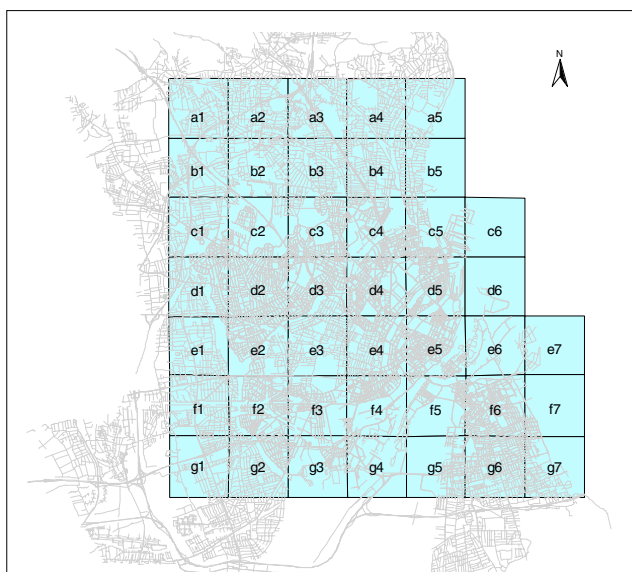 N
a1 a2 a3 a4 a5
b1 b2 b3 b4 b5
c1 c2 c3 c4 c5 c6
d1 d2 d3 d4 d5 d6
e1 e2 e3 e4 e5 e6 e7
f1 f2 f3 f4 f5 f6 f7
g1 g2 g3 g4 g5 g6 g7